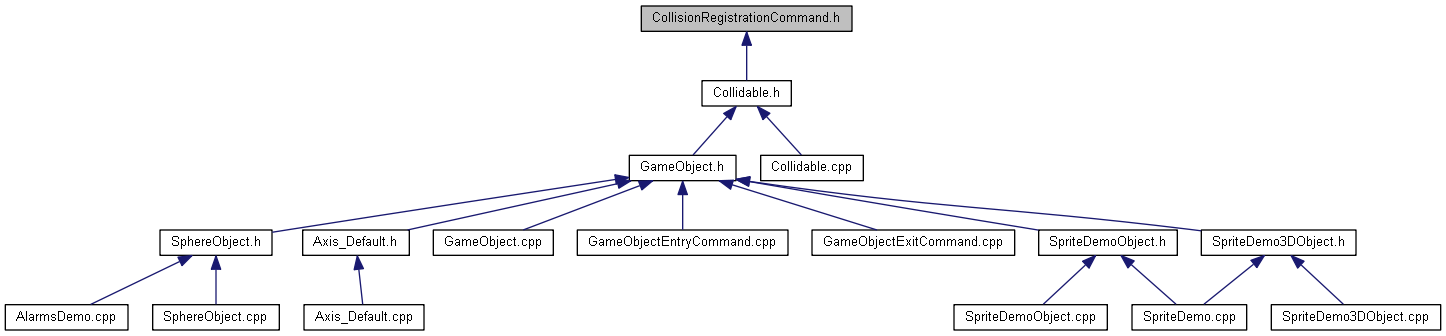 CollisionRegistrationCommand.h
Collidable.h
GameObject.h
Collidable.cpp
SphereObject.h
Axis_Default.h
GameObject.cpp
GameObjectEntryCommand.cpp
GameObjectExitCommand.cpp
SpriteDemoObject.h
SpriteDemo3DObject.h
AlarmsDemo.cpp
SphereObject.cpp
Axis_Default.cpp
SpriteDemoObject.cpp
SpriteDemo.cpp
SpriteDemo3DObject.cpp